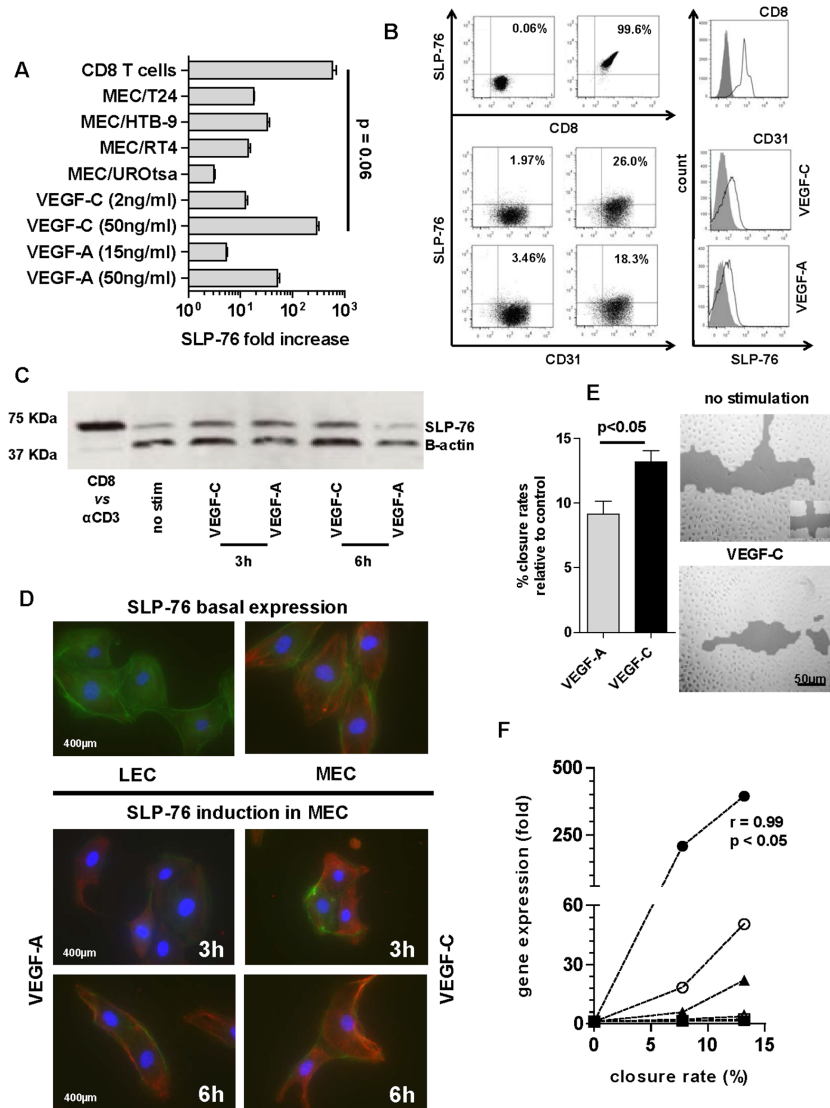 A
CD8 T cells
MEC/T24
MEC/HTB-9
MEC/RT4
MEC/UROtsa
VEGF-C (2ng/ml)
VEGF-C (50ng/ml)
VEGF-A (15ng/ml)
VEGF-A (50ng/ml)
p = 0.06
10⁰ 10¹ 10² 10³
SLP-76 fold increase
B
SLP-76
0.06%
99.6%
CD8
SLP-76
1.97%
26.0%
3.46%
18.3%
CD31
count
CD8
CD31
VEGF-C
VEGF-A
SLP-76
C
75 KDa
37 KDa
SLP-76
B-actin
CD8
vs
αCD3
no stim
VEGF-C
VEGF-A
VEGF-C
VEGF-A
3h
6h
D
SLP-76 basal expression
400µm
LEC
MEC
SLP-76 induction in MEC
VEGF-A
VEGF-C
400µm
3h
3h
400µm
6h
6h
E
p<0.05
% closure rates
relative to control
15
10
5
0
VEGF-A
VEGF-C
no stimulation
VEGF-C
50um
F
gene expression (fold)
500
250
60
30
0
r = 0.99
p < 0.05
0 5 10 15
closure rate (%)